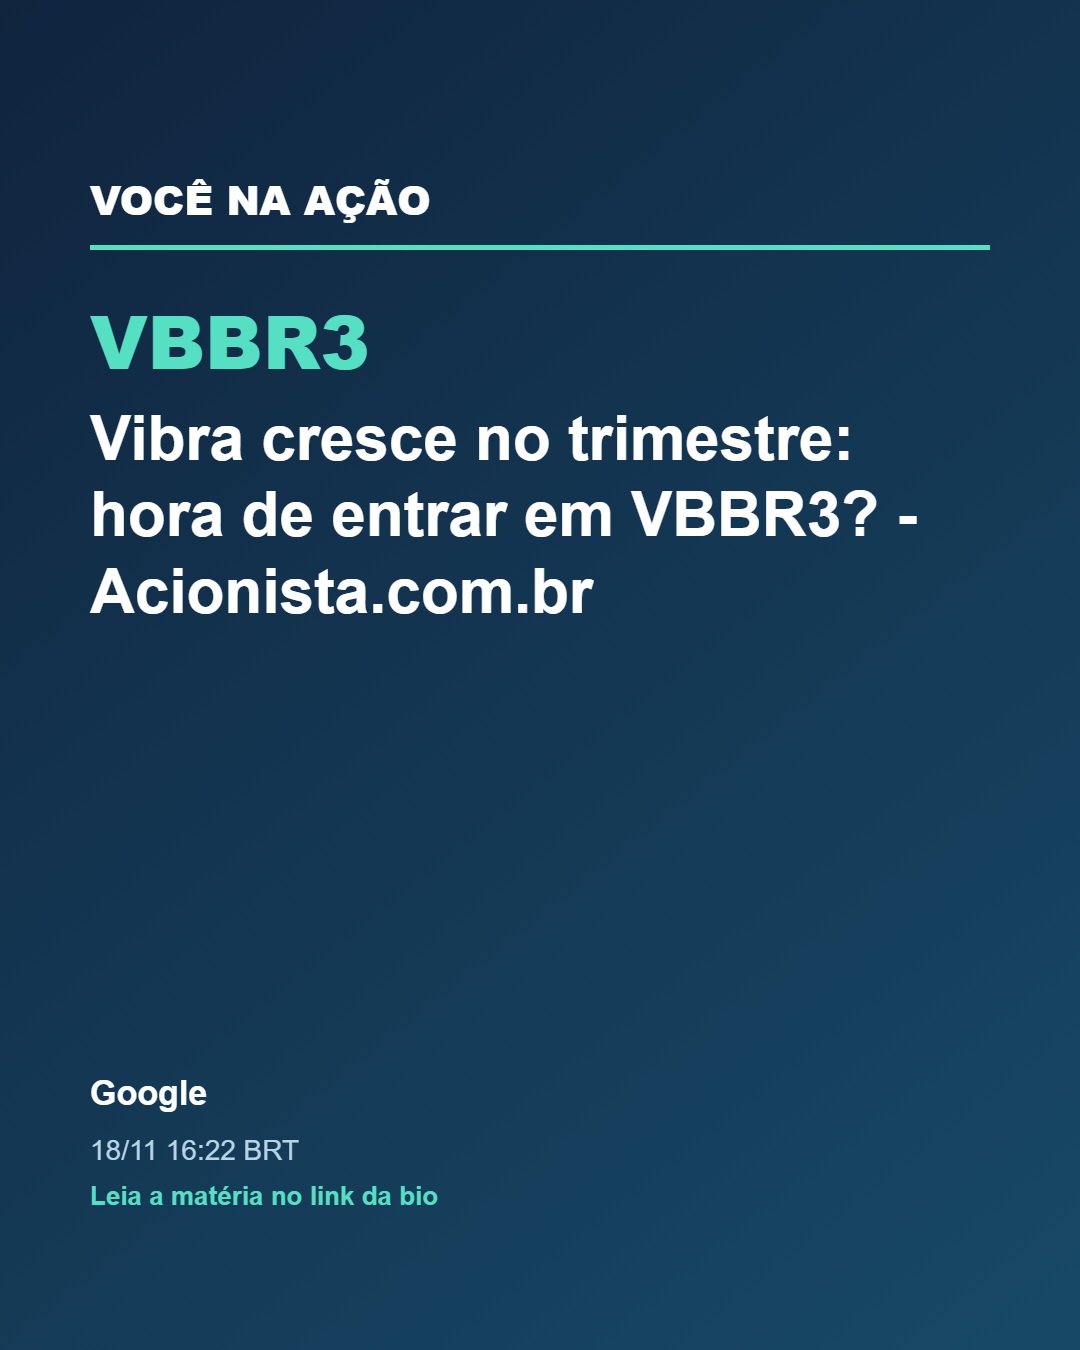 VOCÊ NA AÇÃO
VBBR3
Vibra cresce no trimestre:
hora de entrar em VBBR3? -
Acionista.com.br
Google
18/11 16:22 BRT
Leia a matéria no link da bio